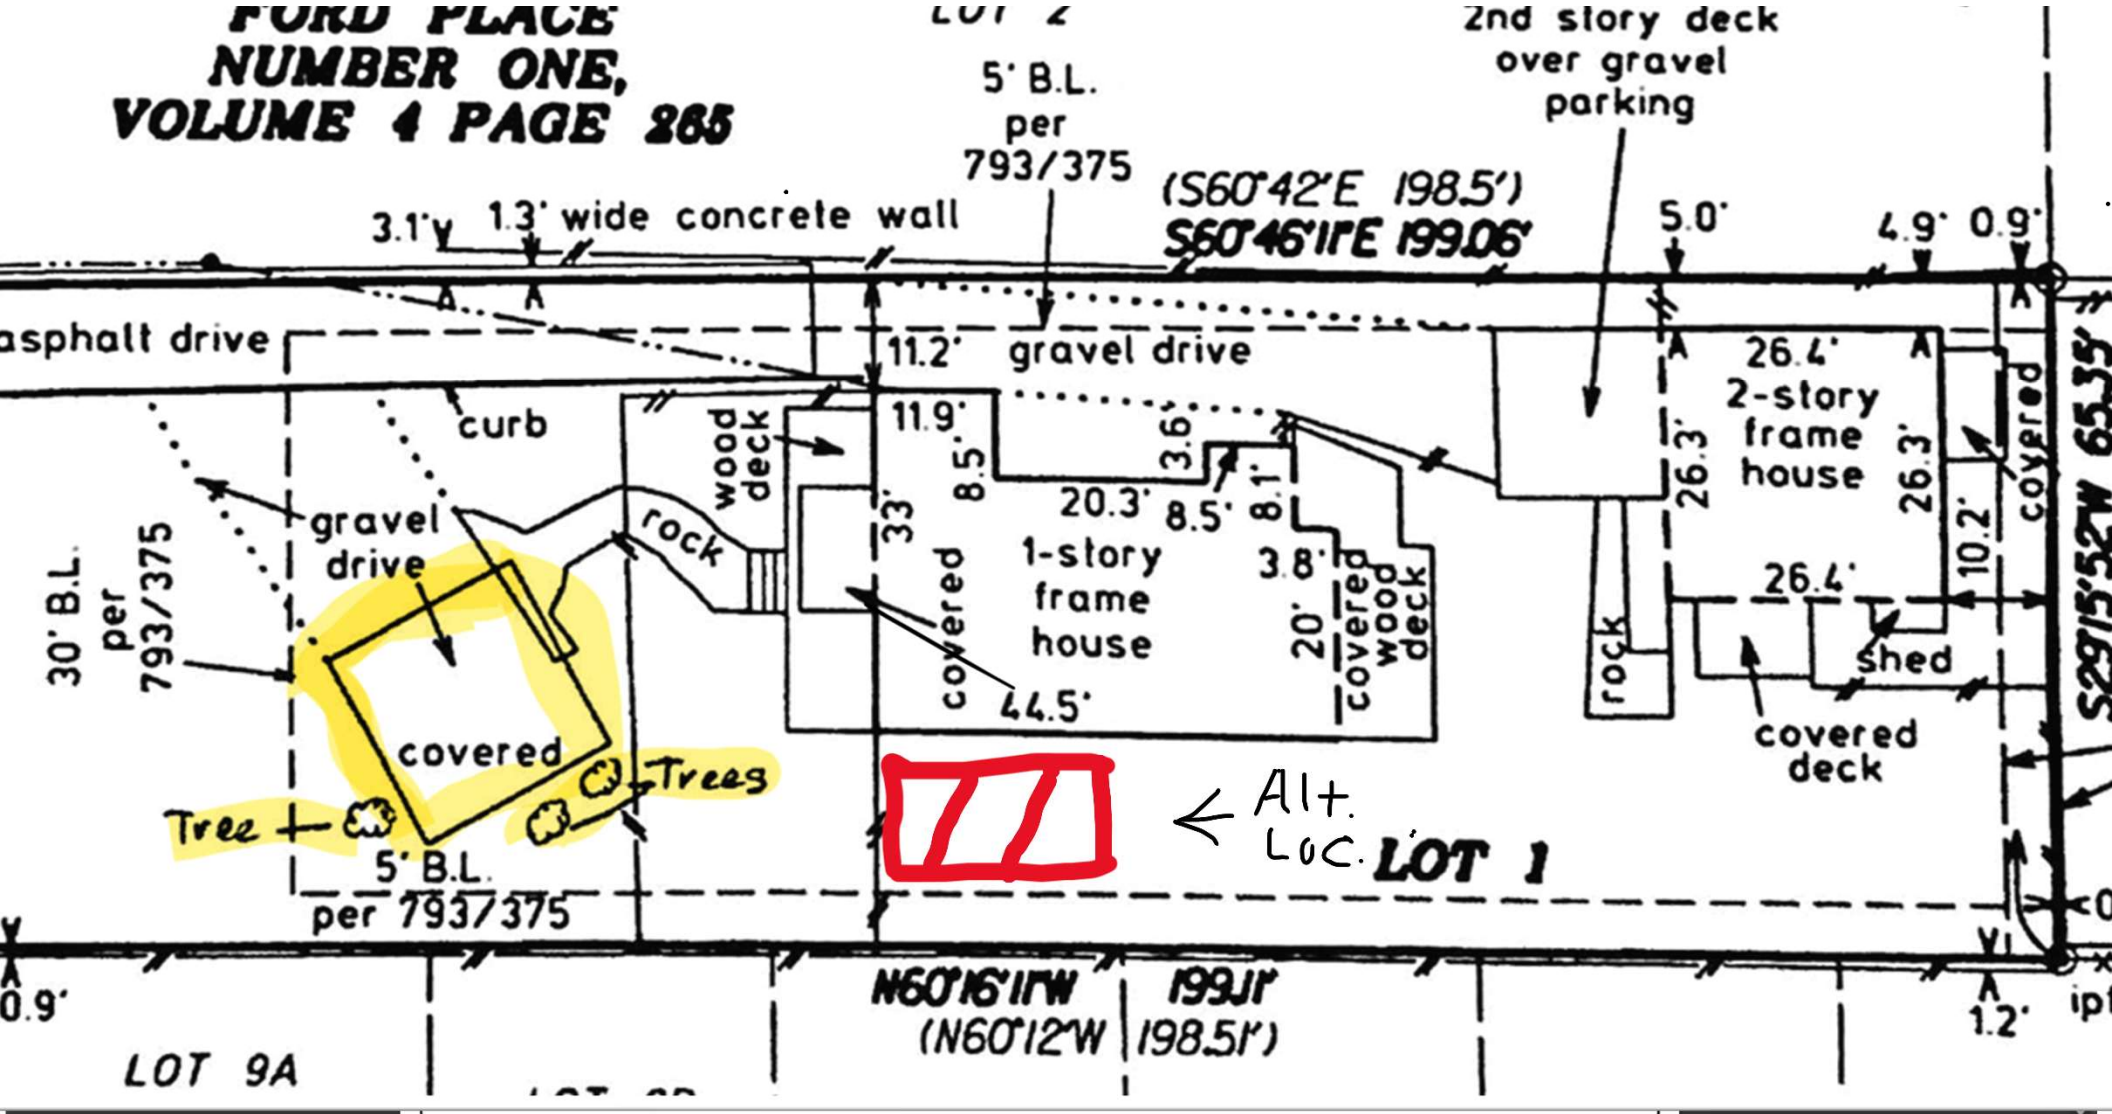 FORD PLACE
NUMBER ONE,
VOLUME 4 PAGE 265
LOT 2
5' B.L.
per
793/375
2nd story deck
over gravel
parking
(S60°42'E 198.5')
S60°46'11"E 199.06'
3.1'
1.3' wide concrete wall
5.0'
4.9'
0.9'
asphalt drive
11.2'
gravel drive
26.4'
2-story
frame
house
26.3'
26.3'
covered
10.2'
26.4'
S29°15'52"W 65.35'
curb
wood
deck
11.9'
8.5'
3.6'
20.3'
8.5'
8.1'
33'
gravel
drive
rock
covered
1-story
frame
house
3.8'
20'
covered
wood
deck
44.5'
rock
shed
covered
deck
30' B.L.
per
793/375
covered
Trees
Tree
5' B.L.
per 793/375
Alt.
Loc.
LOT 1
0.9'
N60°16'11"W 199.11'
(N60°12'W 198.51')
1.2'
LOT 9A